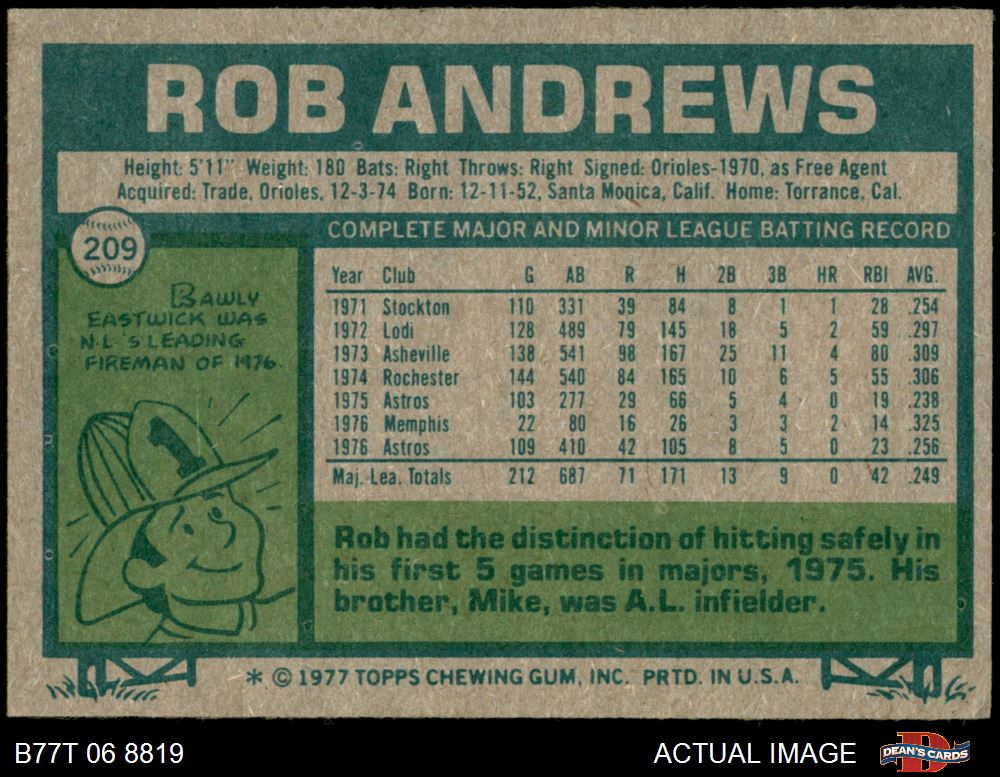 ROB ANDREWS
Height: 5'11" Weight: 180 Bats: Right Throws: Right Signed: Orioles-1970, as Free Agent
Acquired: Trade, Orioles, 12-3-74 Born: 12-11-52, Santa Monica, Calif. Home: Torrance, Cal.
209
BAWLY
EASTWICK WAS
N.L.'S LEADING
FIREMAN OF 1976.
1
COMPLETE MAJOR AND MINOR LEAGUE BATTING RECORD
Year Club G AB R H 2B 3B HR RBI AVG.
1971 Stockton 110 331 39 84 8 1 1 28 .254
1972 Lodi 128 489 79 145 18 5 2 59 .297
1973 Asheville 138 541 98 167 25 11 4 80 .309
1974 Rochester 144 540 84 165 10 6 5 55 .306
1975 Astros 103 277 29 66 5 4 0 19 .238
1976 Memphis 22 80 16 26 3 3 2 14 .325
1976 Astros 109 410 42 105 8 5 0 23 .256
Maj. Lea. Totals 212 687 71 171 13 9 0 42 .249
Rob had the distinction of hitting safely in
his first 5 games in majors, 1975. His
brother, Mike, was A.L. infielder.
* © 1977 TOPPS CHEWING GUM, INC. PRTD. IN U.S.A.
B77T 06 8819 ACTUAL IMAGE DEAN'S CARDS